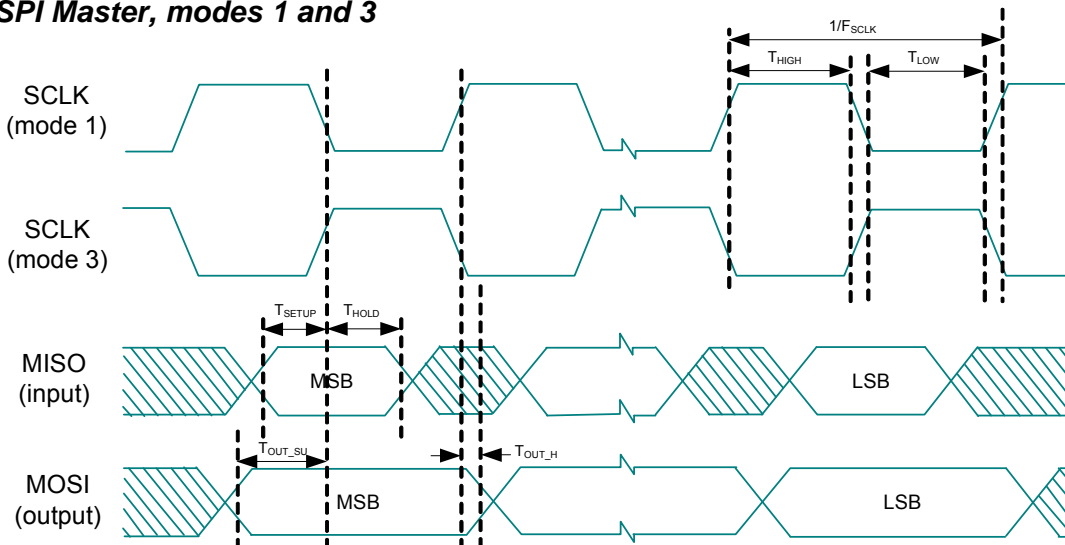 SPI Master, modes 1 and 3
1/FSCLK
THIGH
TLOW
SCLK
(mode 1)
SCLK
(mode 3)
TSETUP
THOLD
MISO
(input)
MSB
LSB
TOUT_SU
TOUT_H
MOSI
(output)
MSB
LSB